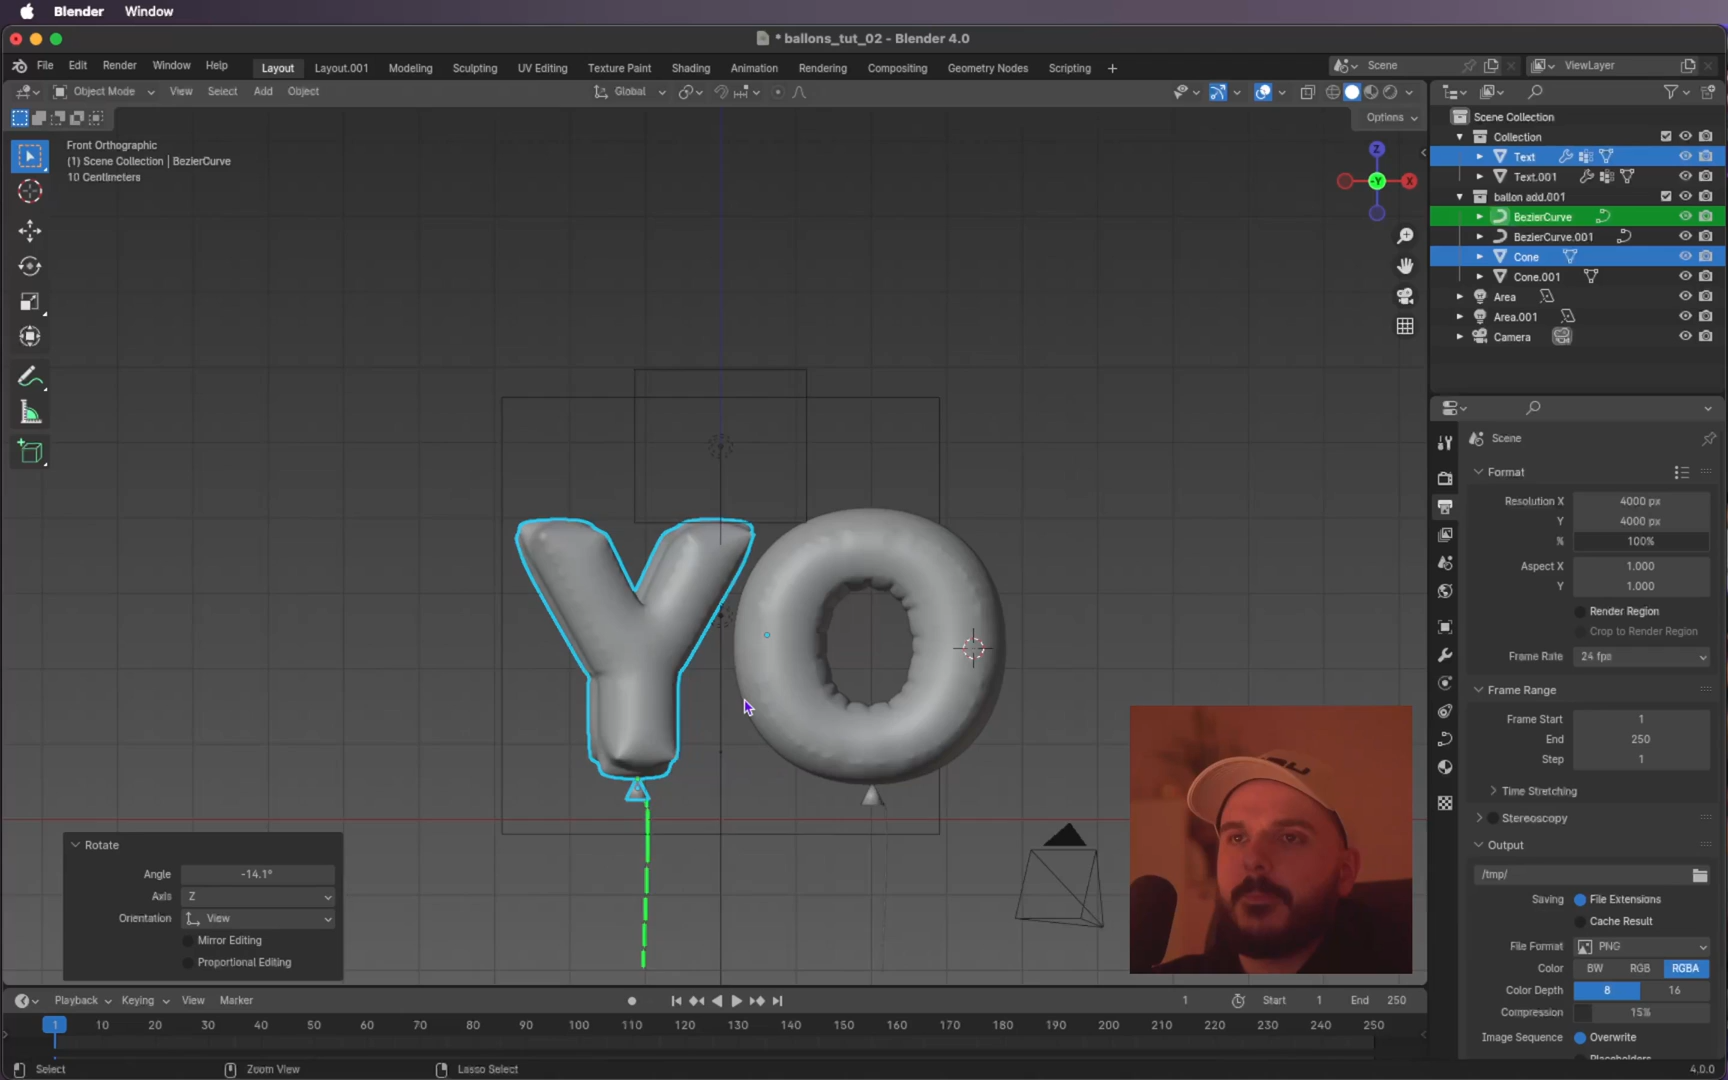 Blender Window
* ballons_tut_02 - Blender 4.0
File Edit Render Window Help Layout Layout.001 Modeling Sculpting UV Editing Texture Paint Shading Animation Rendering Compositing Geometry Nodes Scripting + Scene ViewLayer
Object Mode View Select Add Object Global
Options
Front Orthographic
(1) Scene Collection | BezierCurve
10 Centimeters
Z
-Y
X
YO
Rotate
Angle -14.1°
Axis Z
Orientation View
Mirror Editing
Proportional Editing
Scene Collection
Collection
Text
Text.001
ballon add.001
BezierCurve
BezierCurve.001
Cone
Cone.001
Area
Area.001
Camera
Scene
Format
Resolution X 4000 px
Y 4000 px
% 100%
Aspect X 1.000
Y 1.000
Render Region
Crop to Render Region
Frame Rate 24 fps
Frame Range
Frame Start 1
End 250
Step 1
Time Stretching
Stereoscopy
Output
/tmp/
Saving File Extensions
Cache Result
File Format PNG
Color BW RGB RGBA
Color Depth 8 16
Compression 15%
Image Sequence Overwrite
Placeholders
Playback Keying View Marker 1 Start 1 End 250
1 10 20 30 40 50 60 70 80 90 100 110 120 130 140 150 160 170 180 190 200 210 220 230 240 250
Select Zoom View Lasso Select 4.0.0